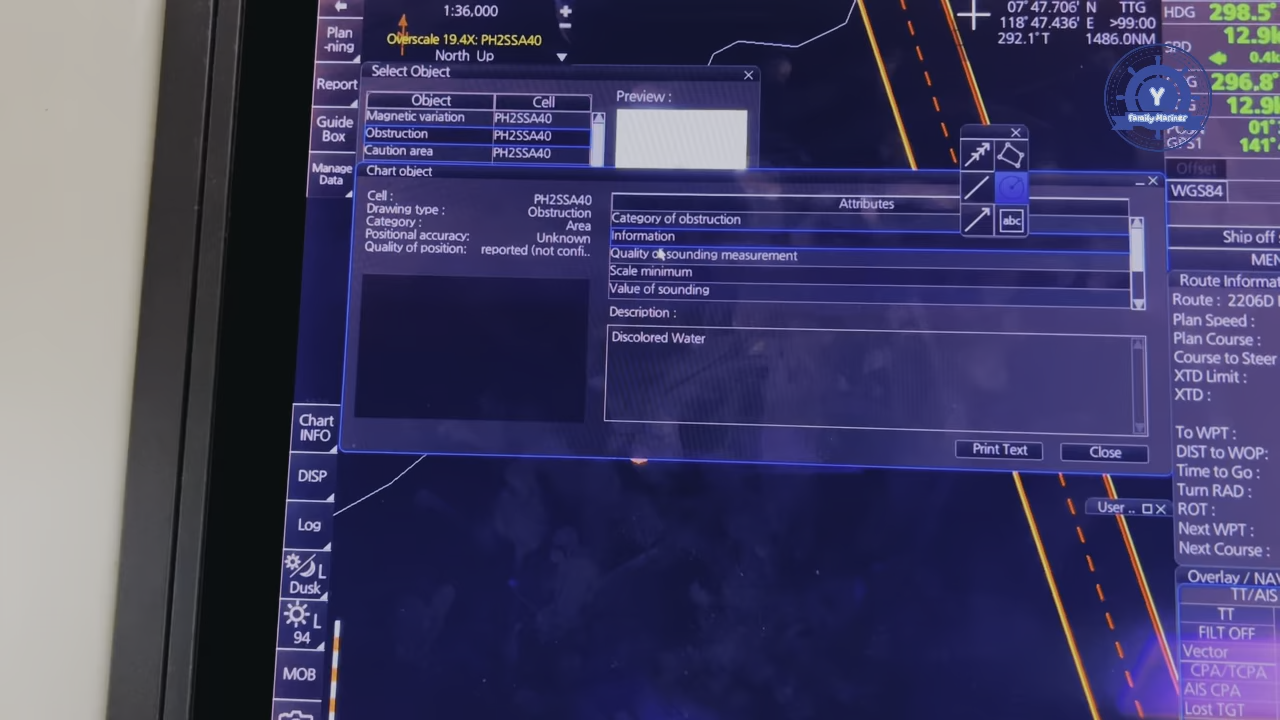 Plan
-ning
Report
Guide
Box
Manage
Data
Chart
INFO
DISP
Log
L
Dusk
L
94
MOB
1:36,000
Overscale 19.4X: PH2SSA40
North Up
Select Object
Object Cell
Magnetic variation PH2SSA40
Obstruction PH2SSA40
Caution area PH2SSA40
Preview :
Chart object
Cell : PH2SSA40
Drawing type : Obstruction
Category : Area
Positional accuracy: Unknown
Quality of position: reported (not confi..
Attributes
Category of obstruction
Information
Quality of sounding measurement
Scale minimum
Value of sounding
Description :
Discolored Water
Print Text
Close
abc
User ..
07°47.706' N TTG
118°47.436' E >99:00
292.1°T 1486.0NM
HDG 298.5°
SPD 12.9k
0.4k
296.8°
12.9k
01°
141°
Y
Family Mariner
Offset
WGS84
Ship off
MEN
Route Informat
Route : 2206D
Plan Speed :
Plan Course :
Course to Steer
XTD Limit :
XTD :
To WPT :
DIST to WOP:
Time to Go :
Turn RAD :
ROT :
Next WPT :
Next Course :
Overlay / NAV
TT/AIS
TT
FILT OFF
Vector
CPA/TCPA
AIS CPA
Lost TGT